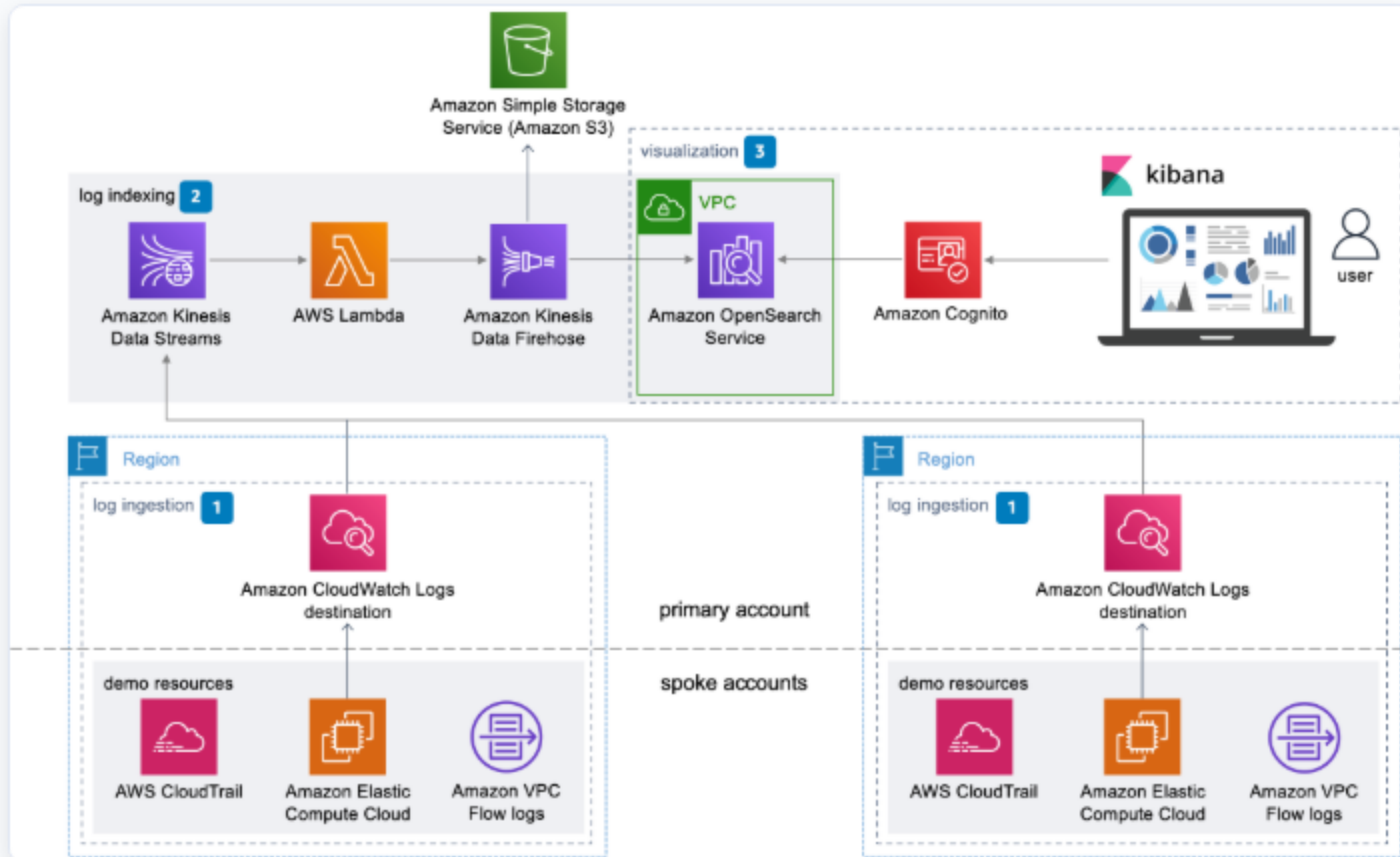 Amazon Simple Storage
Service (Amazon S3)
visualization 3
kibana
log indexing 2
VPC
user
Amazon Kinesis
Data Streams
AWS Lambda
Amazon Kinesis
Data Firehose
Amazon OpenSearch
Service
Amazon Cognito
Region
log ingestion 1
Amazon CloudWatch Logs
destination
Region
log ingestion 1
Amazon CloudWatch Logs
destination
primary account
spoke accounts
demo resources
AWS CloudTrail
Amazon Elastic
Compute Cloud
Amazon VPC
Flow logs
demo resources
AWS CloudTrail
Amazon Elastic
Compute Cloud
Amazon VPC
Flow logs